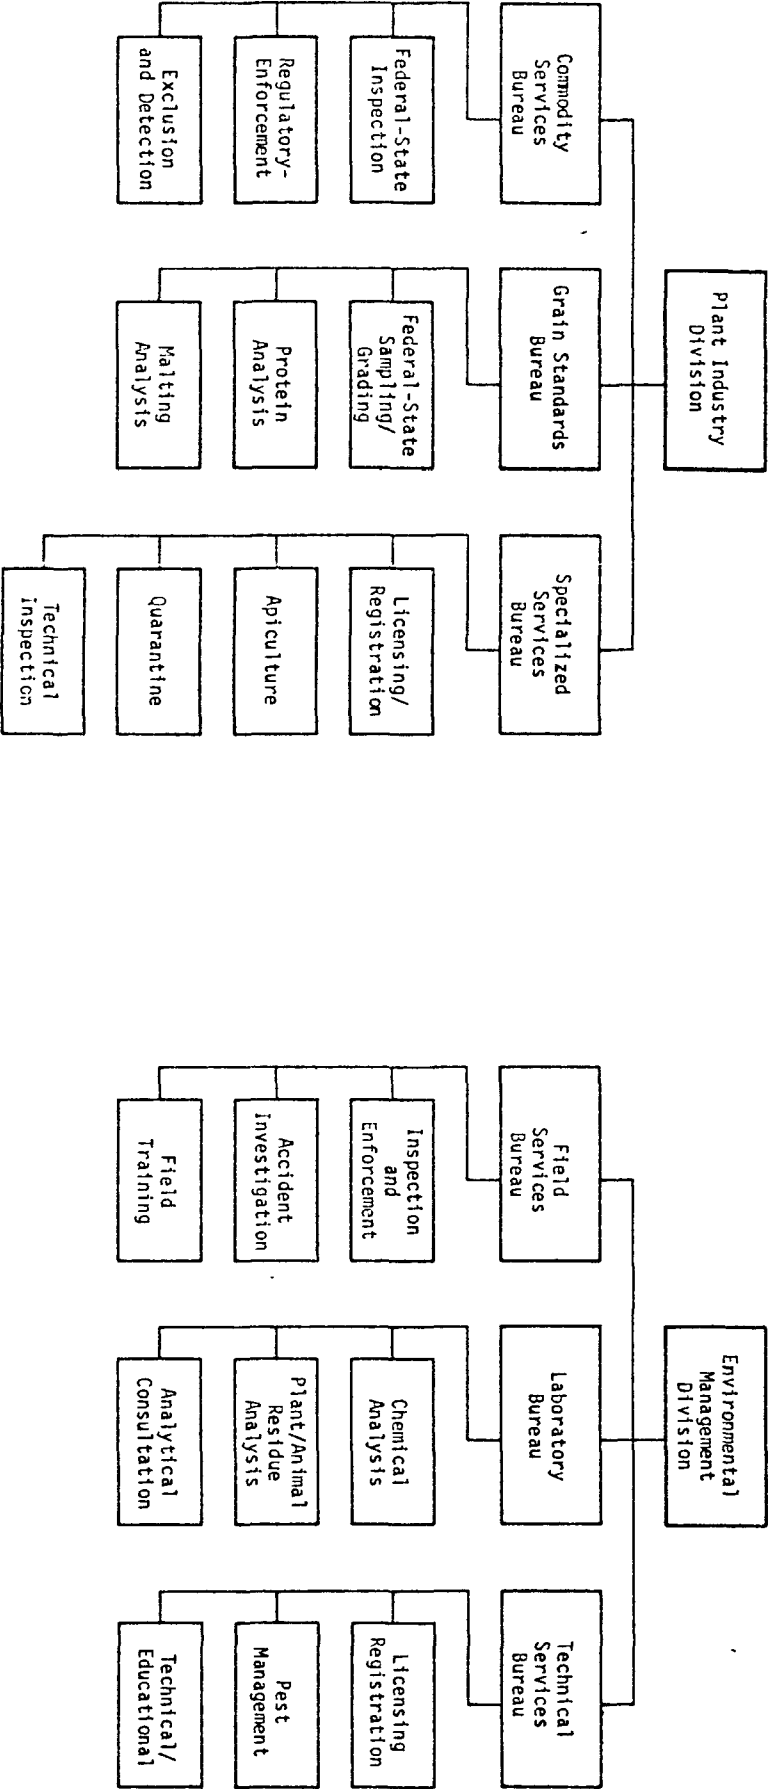 Plant Industry
Division
Commodity
Services
Bureau
Federal-State
Inspection
Regulatory-
Enforcement
Exclusion
and Detection
Grain Standards
Bureau
Federal-State
Sampling/
Grading
Protein
Analysis
Malting
Analysis
Specialized
Services
Bureau
Licensing/
Registration
Apiculture
Quarantine
Technical
inspection
Environmental
Management
Division
Field
Services
Bureau
Inspection
and
Enforcement
Accident
Investigation
Field
Training
Laboratory
Bureau
Chemical
Analysis
Plant/Animal
Residue
Analysis
Analytical
Consultation
Technical
Services
Bureau
Licensing
Registration
Pest
Management
Technical/
Educational